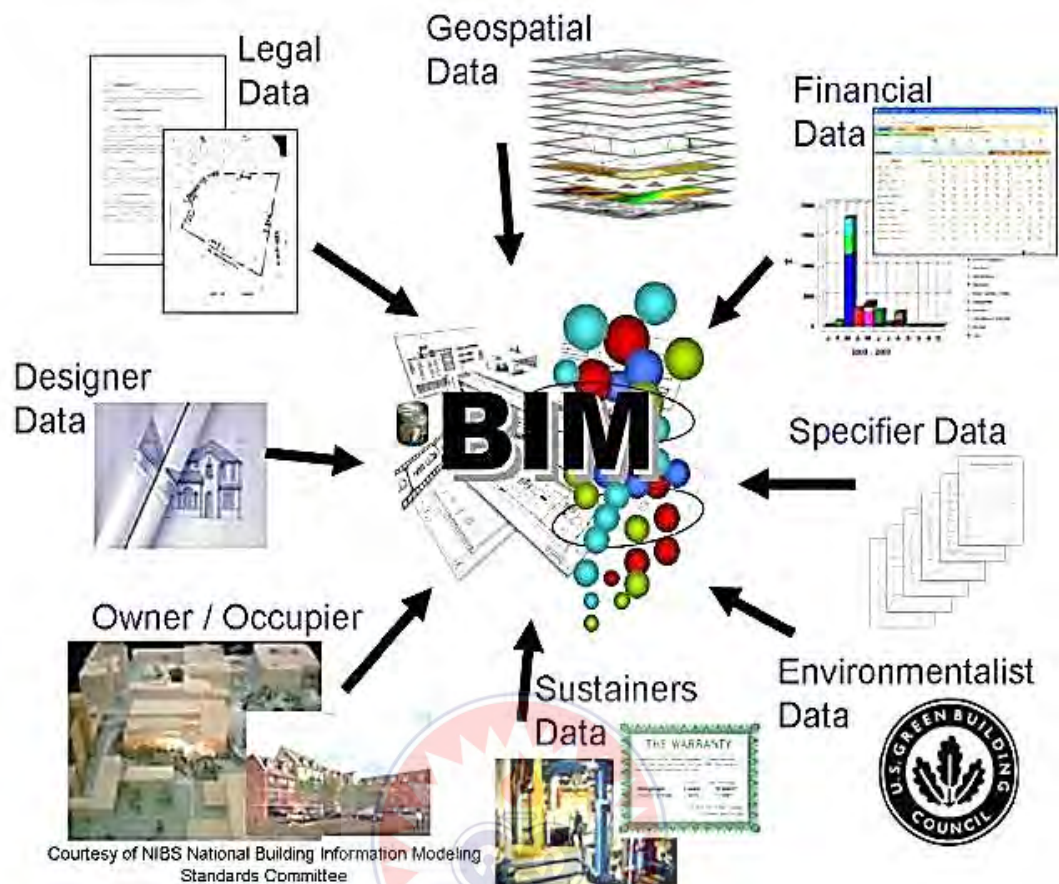 Legal
Data
Geospatial
Data
Financial
Data
Designer
Data
BIM
Specifier Data
Owner / Occupier
Sustainers
Data
THE WARRANTY
Environmentalist
Data
U.S. GREEN BUILDING
COUNCIL
Courtesy of NIBS National Building Information Modeling
Standards Committee